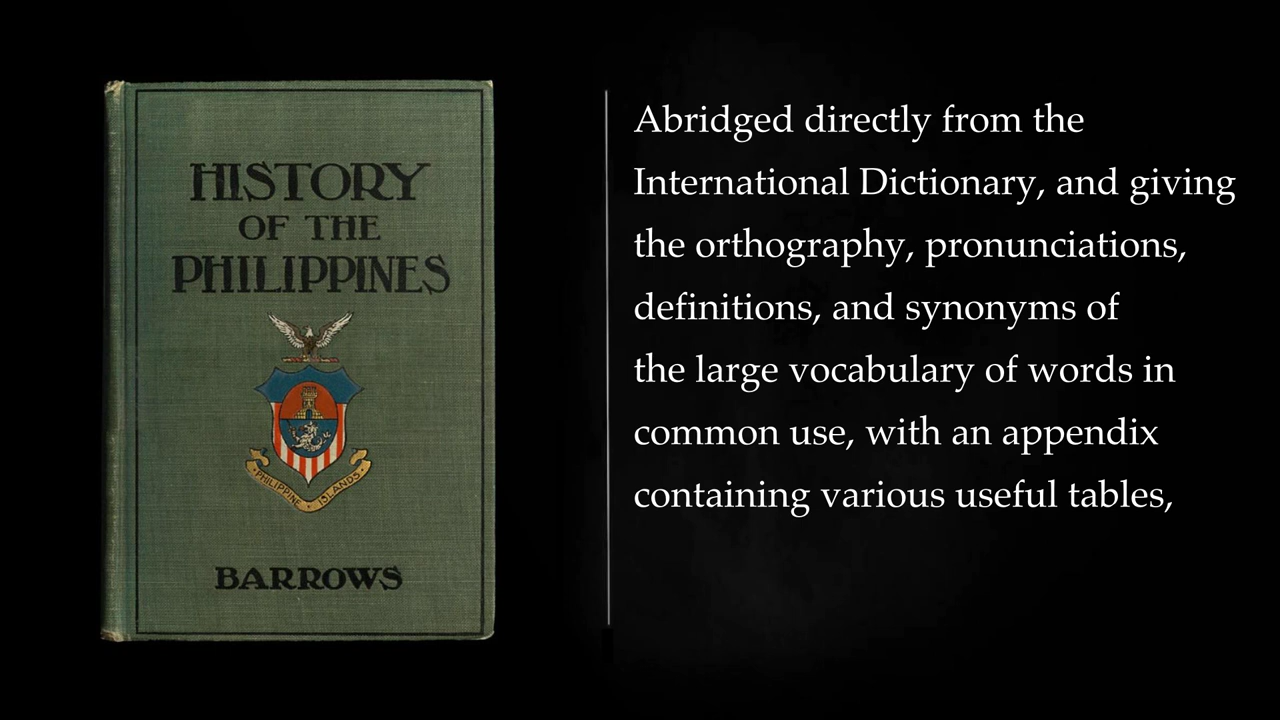 HISTORY
OF THE
PHILIPPINES
PHILIPPINE ISLANDS
BARROWS
Abridged directly from the
International Dictionary, and giving
the orthography, pronunciations,
definitions, and synonyms of
the large vocabulary of words in
common use, with an appendix
containing various useful tables,